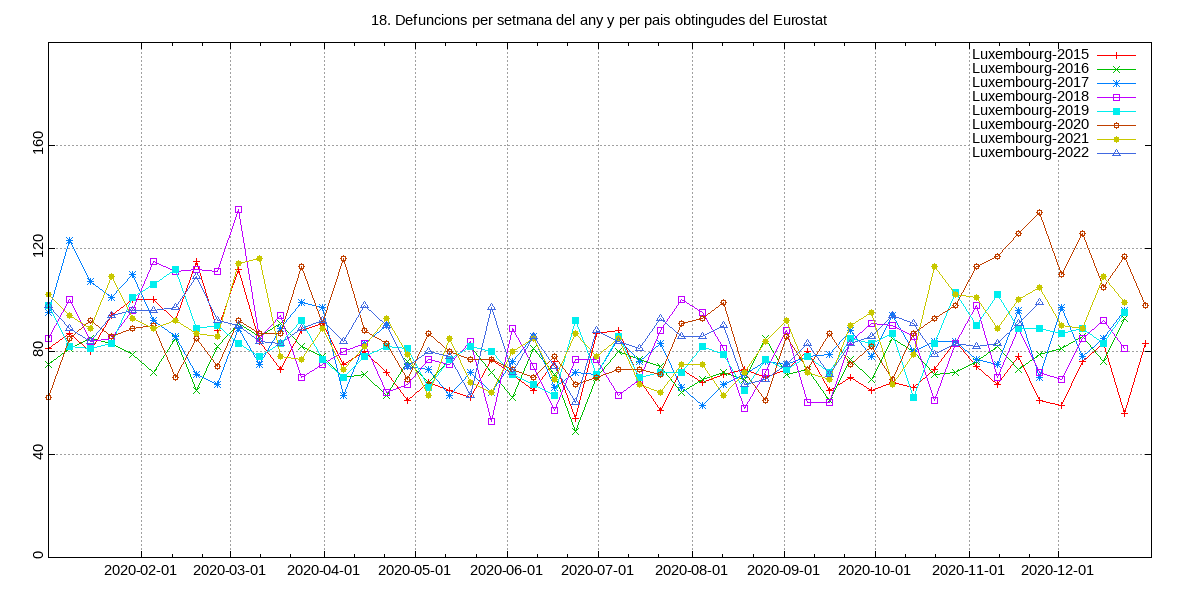 18. Defuncions per setmana del any y per pais obtingudes del Eurostat
Luxembourg-2015
Luxembourg-2016
Luxembourg-2017
Luxembourg-2018
Luxembourg-2019
Luxembourg-2020
Luxembourg-2021
Luxembourg-2022
160
120
80
40
0
2020-02-01 2020-03-01 2020-04-01 2020-05-01 2020-06-01 2020-07-01 2020-08-01 2020-09-01 2020-10-01 2020-11-01 2020-12-01